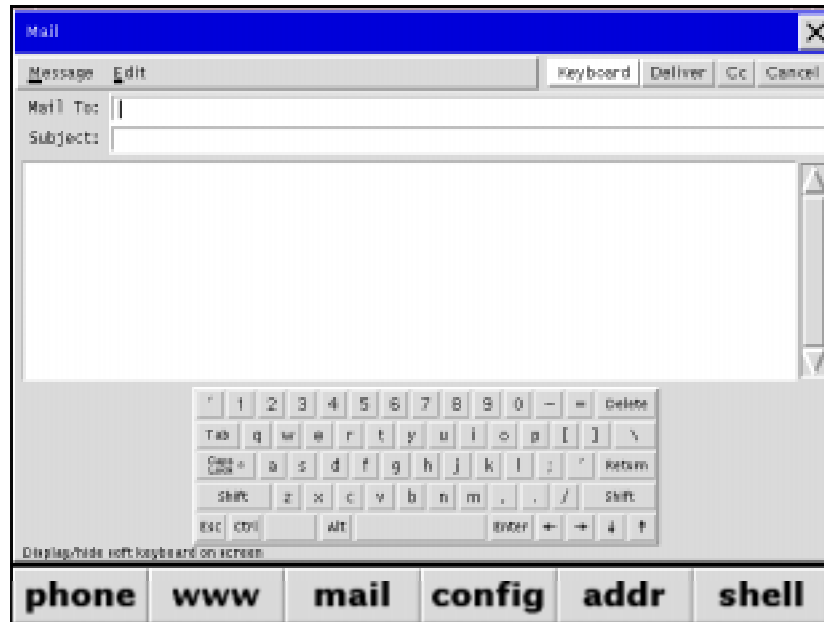 Mail
Message Edit Keyboard Deliver Cc Cancel
Mail To:
Subject:
` 1 2 3 4 5 6 7 8 9 0 - = Delete
Tab q w e r t y u i o p [ ] \
Caps Lock a s d f g h j k l ; ' Return
Shift z x c v b n m , . / Shift
Esc Ctrl Alt Enter ← → ↓ ↑
Display/hide soft keyboard on screen
phone www mail config addr shell